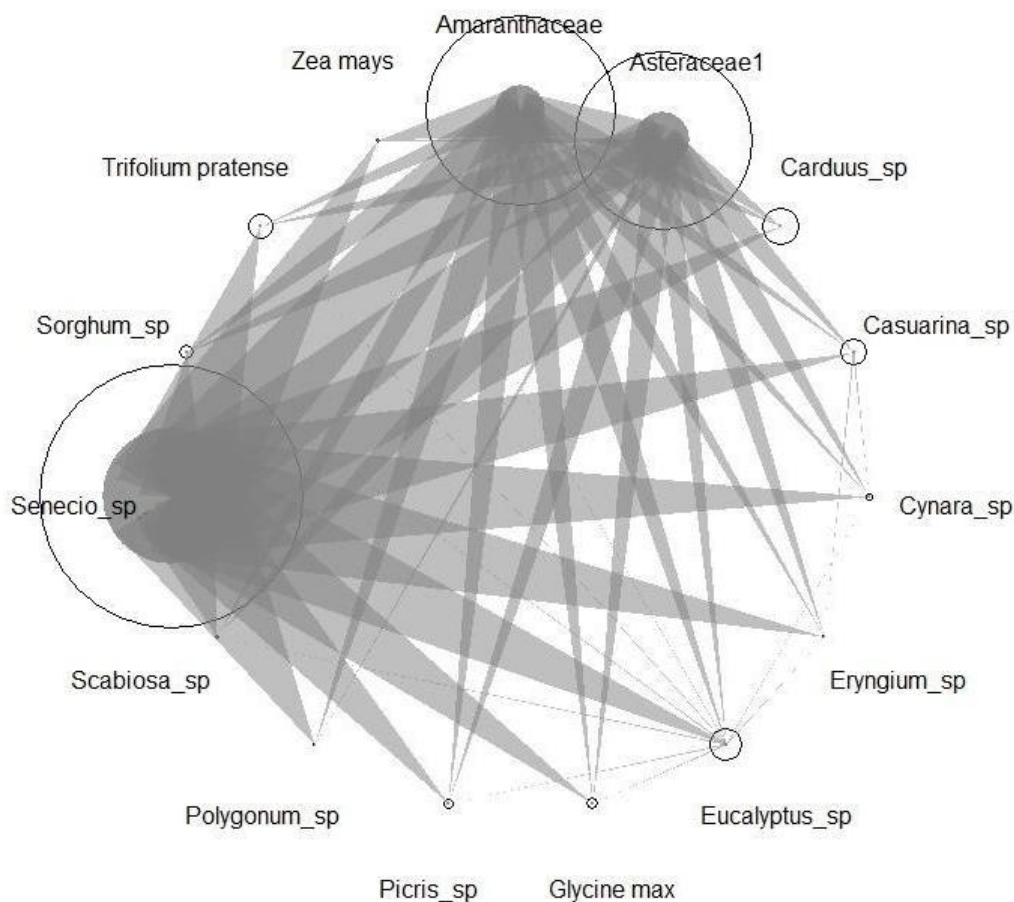 Amaranthaceae
Zea mays
Asteraceae1
Trifolium pratense
Carduus_sp
Sorghum_sp
Casuarina_sp
Senecio_sp
Cynara_sp
Scabiosa_sp
Eryngium_sp
Polygonum_sp
Eucalyptus_sp
Picris_sp
Glycine max